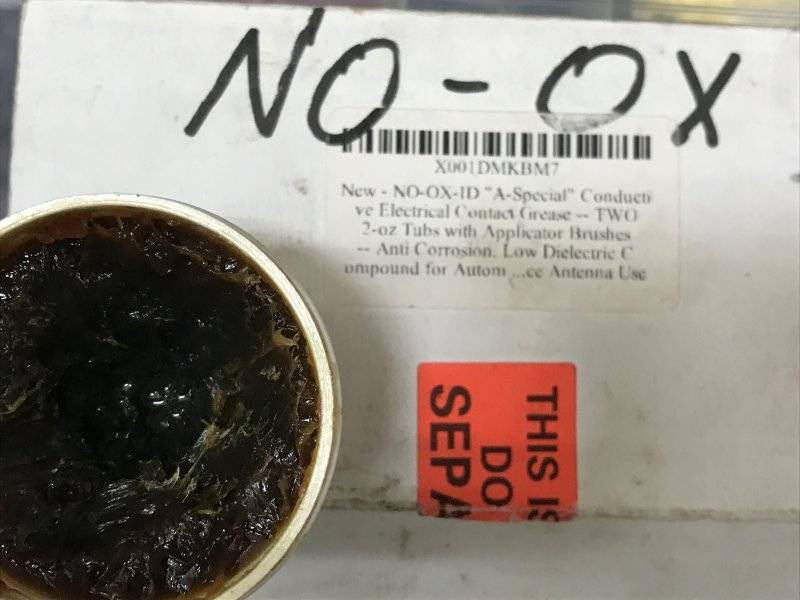 NO-OX
X001DMKBM7
New - NO-OX-ID "A-Special" Conducti
ve Electrical Contact Grease -- TWO
2-oz Tubs with Applicator Brushes
-- Anti Corrosion. Low Dielectric C
ompound for Autom ...ce Antenna Use
THIS IS
DO
SEPA